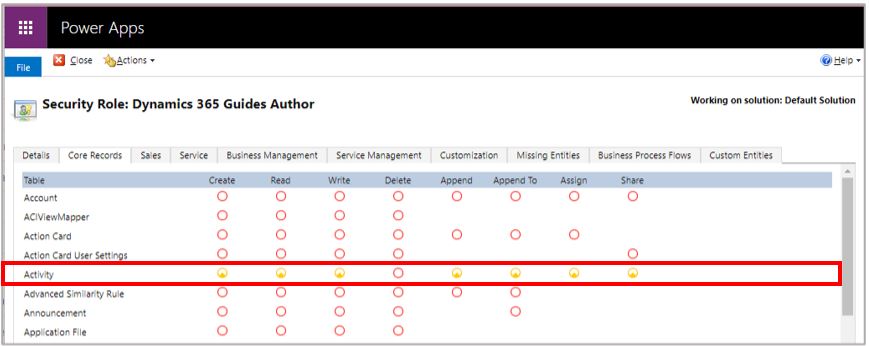 Power Apps
File Close Actions Help
Security Role: Dynamics 365 Guides Author
Working on solution: Default Solution
Details Core Records Sales Service Business Management Service Management Customization Missing Entities Business Process Flows Custom Entities
Table Create Read Write Delete Append Append To Assign Share
Account
ACIViewMapper
Action Card
Action Card User Settings
Activity
Advanced Similarity Rule
Announcement
Application File